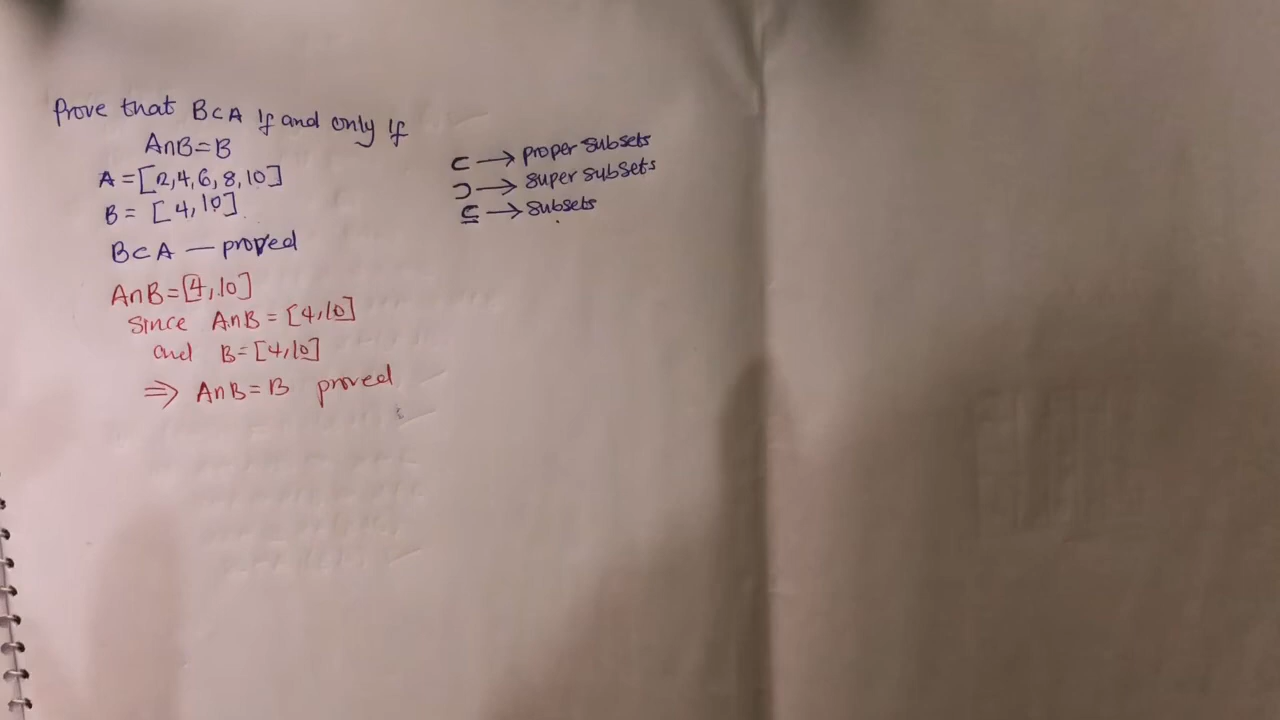 Prove that B⊂A If and only If
A∩B=B
A = [2,4,6,8,10]
B = [4,10]
B⊂A — proved
A∩B=[4,10]
since A∩B = [4,10]
and B=[4,10]
⇒ A∩B=B proved
⊂ → proper subsets
⊃ → super subsets
⊆ → subsets